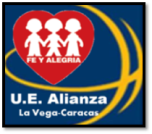 FE Y ALEGRIA
U.E. Alianza
La Vega-Caracas